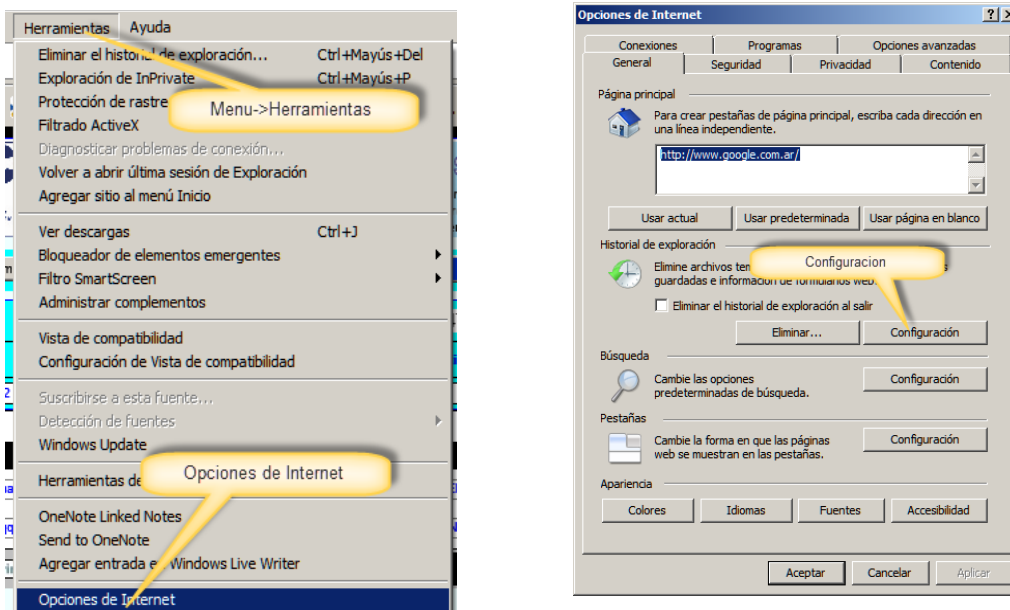 Herramientas Ayuda
Eliminar el historial de exploración... Ctrl+Mayús+Del
Exploración de InPrivate Ctrl+Mayús+P
Protección de
Menu->Herramientas
Filtrado ActiveX
Diagnosticar problemas de conexión...
Volver a abrir última sesión de Exploración
Agregar sitio al menú Inicio
Ver descargas Ctrl+J
Bloqueador de elementos emergentes
Filtro SmartScreen
Administrar complementos
Vista de compatibilidad
Configuración de Vista de compatibilidad
Suscribirse a esta fuente...
Detección de fuentes
Windows Update
Opciones de Internet
Herramientas
OneNote Linked Notes
Send to OneNote
Agregar entrada en Windows Live Writer
Opciones de Internet
Opciones de Internet
Conexiones Programas Opciones avanzadas
General Seguridad Privacidad Contenido
Página principal
Para crear pestañas de página principal, escriba cada dirección en
una línea independiente.
http://www.google.com.ar/
Usar actual Usar predeterminada Usar página en blanco
Historial de exploración
Configuracion
Elimine archivos
guardadas e información de formularios web.
Eliminar el historial de exploración al salir
Eliminar... Configuración
Búsqueda
Cambie las opciones
predeterminadas de búsqueda.
Configuración
Pestañas
Cambie la forma en que las páginas
web se muestran en las pestañas.
Configuración
Apariencia
Colores Idiomas Fuentes Accesibilidad
Aceptar Cancelar Aplicar